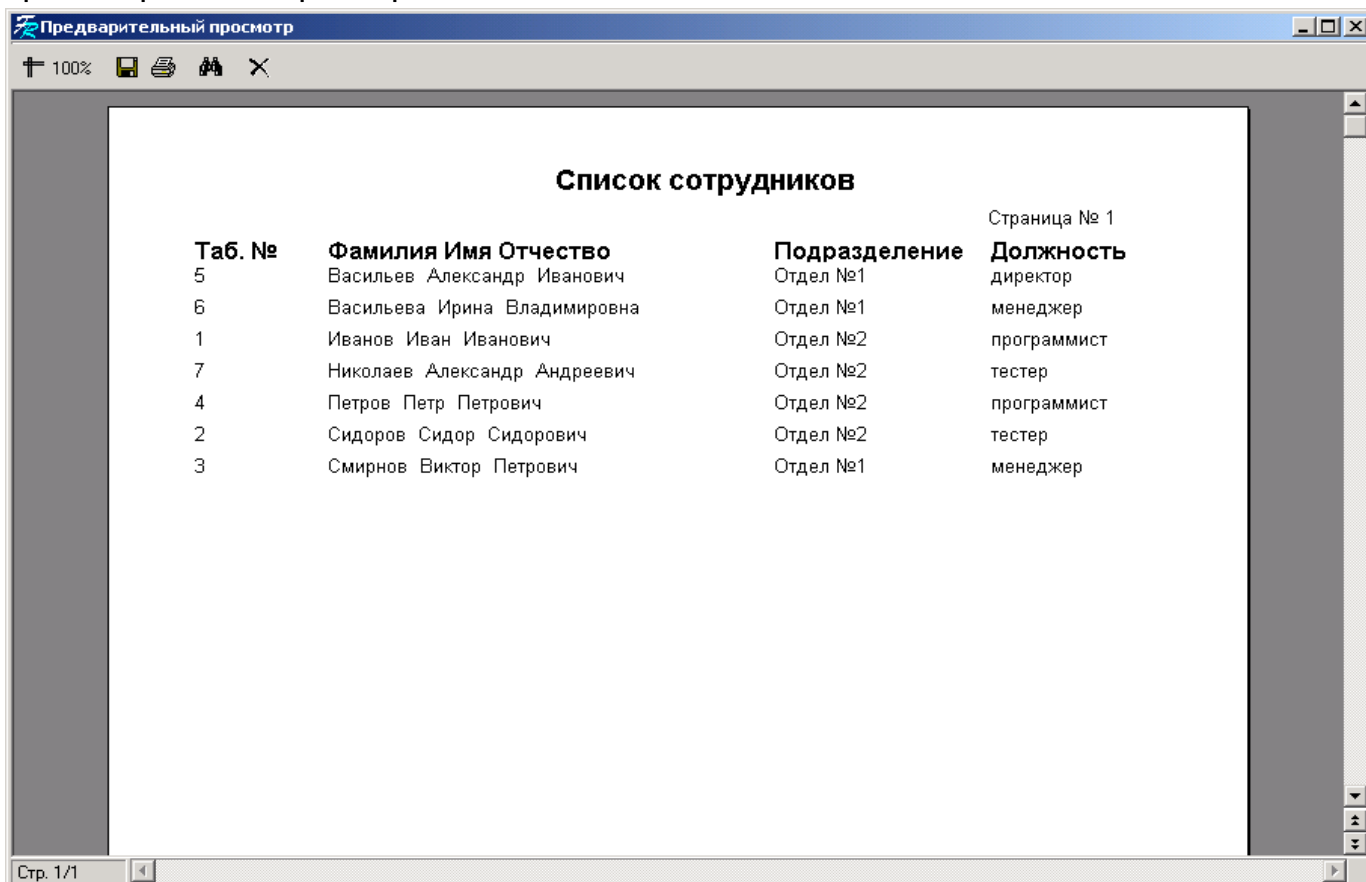 Предварительный просмотр
100%
Список сотрудников
Страница № 1
Таб. № Фамилия Имя Отчество Подразделение Должность
5 Васильев Александр Иванович Отдел №1 директор
6 Васильева Ирина Владимировна Отдел №1 менеджер
1 Иванов Иван Иванович Отдел №2 программист
7 Николаев Александр Андреевич Отдел №2 тестер
4 Петров Петр Петрович Отдел №2 программист
2 Сидоров Сидор Сидорович Отдел №2 тестер
3 Смирнов Виктор Петрович Отдел №1 менеджер
Стр. 1/1